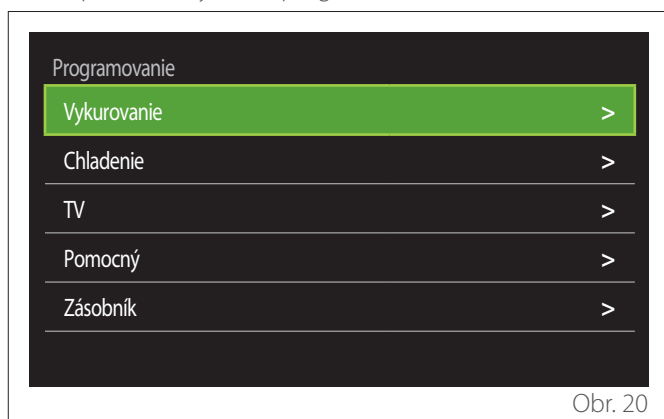 Programovanie
Vykurovanie >
Chladenie >
TV >
Pomocný >
Zásobník >
Obr. 20